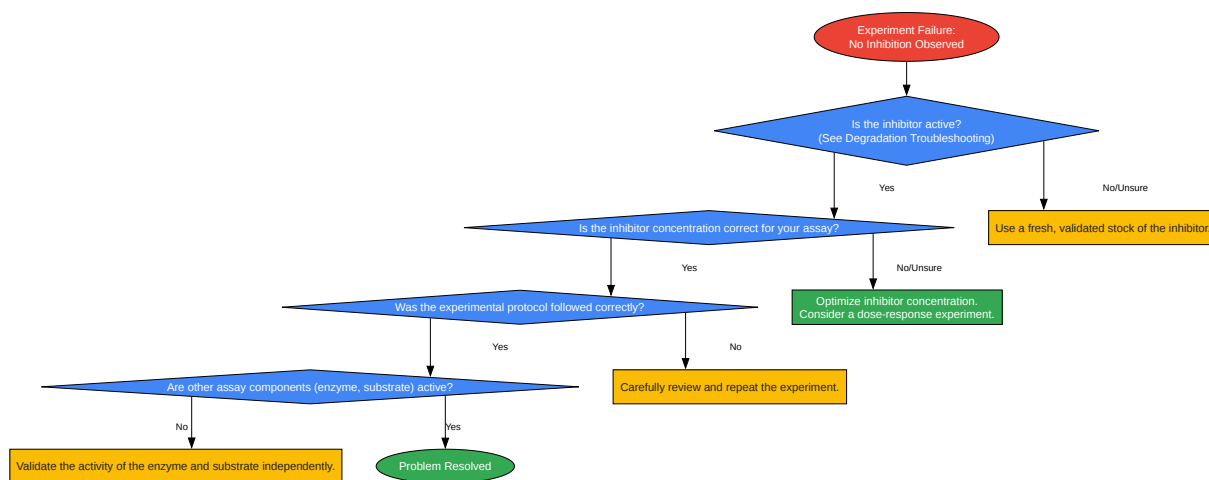 Experiment Failure:
No Inhibition Observed
Is the inhibitor active?
(See Degradation Troubleshooting)
Yes
No/Unsure
Is the inhibitor concentration correct for your assay?
Use a fresh, validated stock of the inhibitor.
Yes
No/Unsure
Was the experimental protocol followed correctly?
Optimize inhibitor concentration.
Consider a dose-response experiment.
Yes
No
Are other assay components (enzyme, substrate) active?
Carefully review and repeat the experiment.
No
Yes
Validate the activity of the enzyme and substrate independently.
Problem Resolved